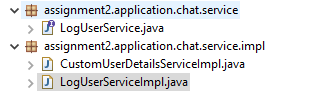 assignment2.application.chat.service
LogUserService.java
assignment2.application.chat.service.impl
CustomUserDetailsServiceImpl.java
LogUserServiceImpl.java